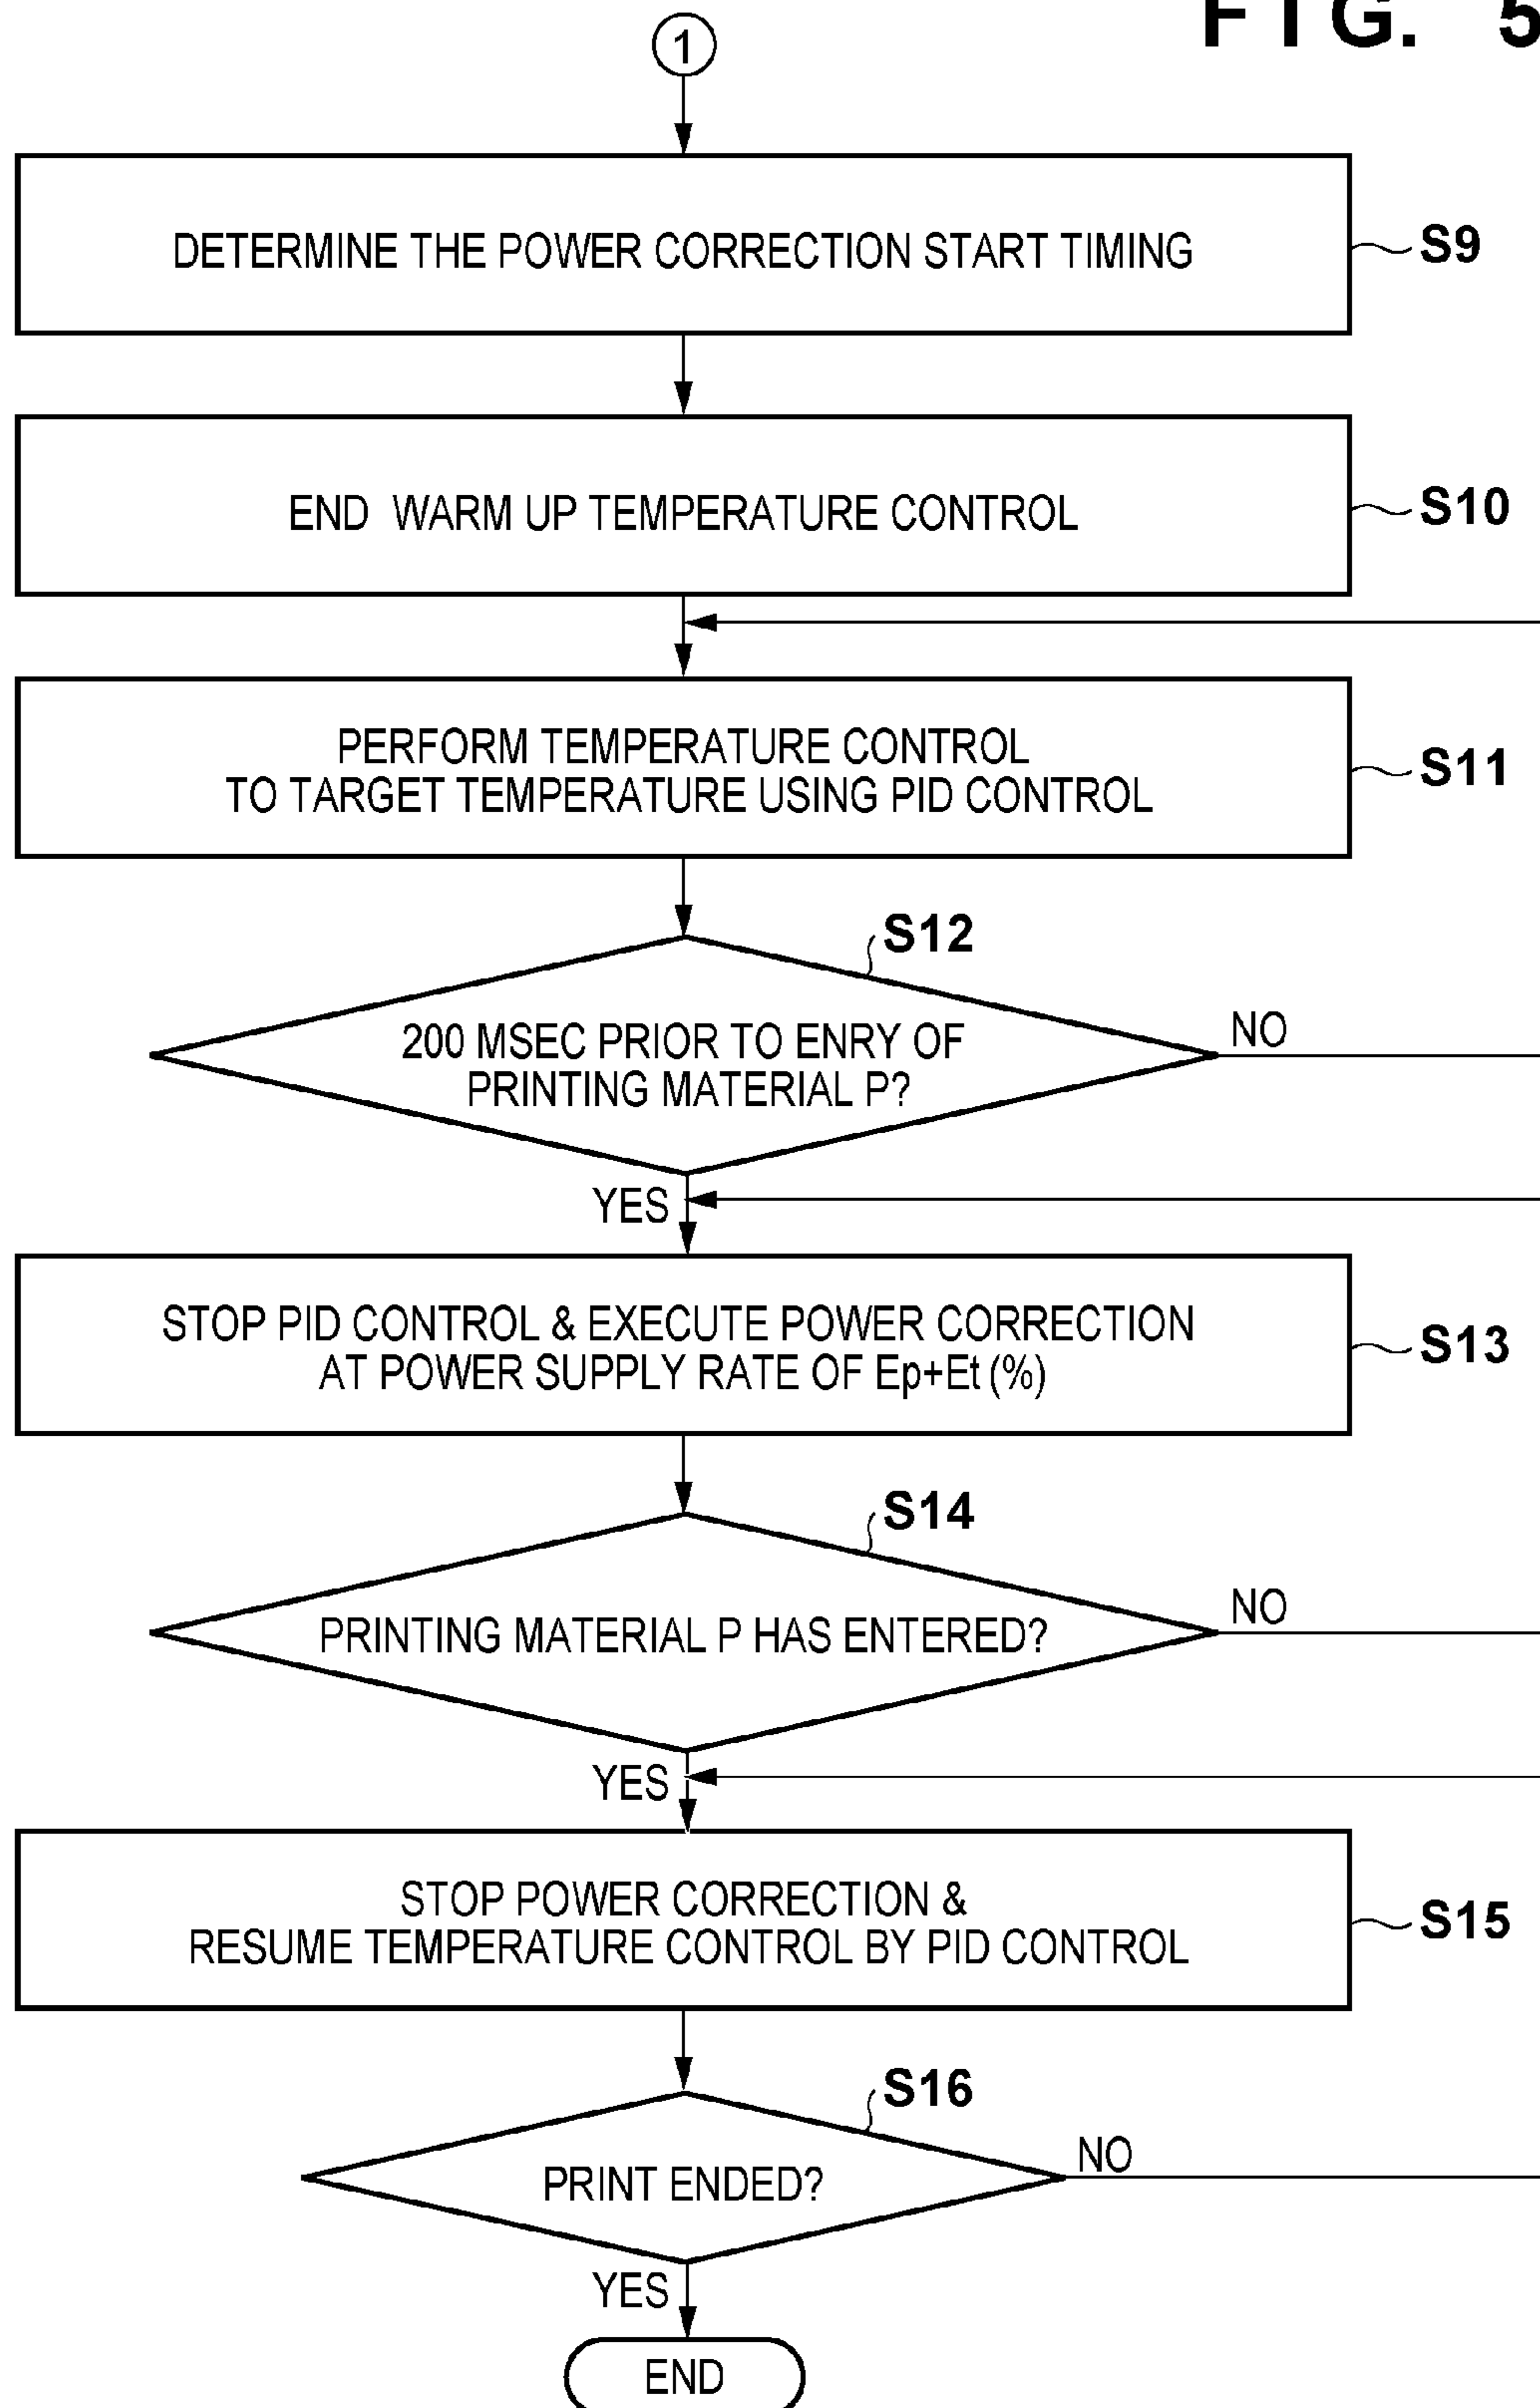 FIG. 5
1
DETERMINE THE POWER CORRECTION START TIMING
S9
END WARM UP TEMPERATURE CONTROL
S10
PERFORM TEMPERATURE CONTROL
TO TARGET TEMPERATURE USING PID CONTROL
S11
S12
200 MSEC PRIOR TO ENRY OF
PRINTING MATERIAL P?
NO
YES
STOP PID CONTROL & EXECUTE POWER CORRECTION
AT POWER SUPPLY RATE OF Ep+Et (%)
S13
S14
PRINTING MATERIAL P HAS ENTERED?
NO
YES
STOP POWER CORRECTION &
RESUME TEMPERATURE CONTROL BY PID CONTROL
S15
S16
PRINT ENDED?
NO
YES
END